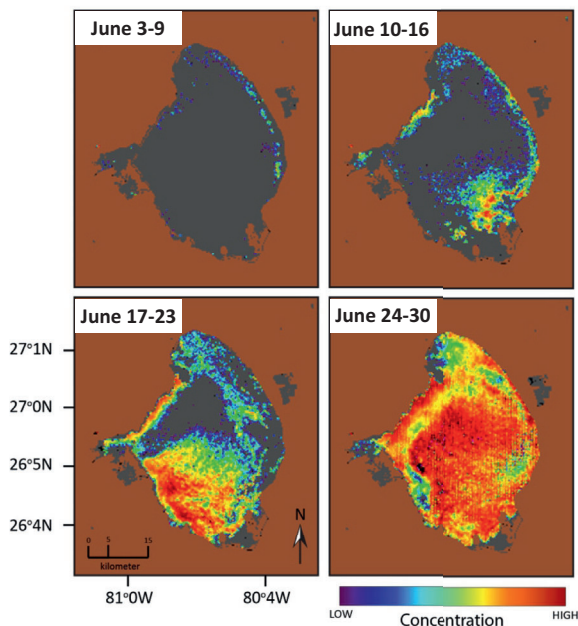 June 3-9
June 10-16
June 17-23
June 24-30
27°1N
27°0N
26°5N
26°4N
N
0 5 15
kilometer
81°0W
80°4W
LOW
HIGH
Concentration